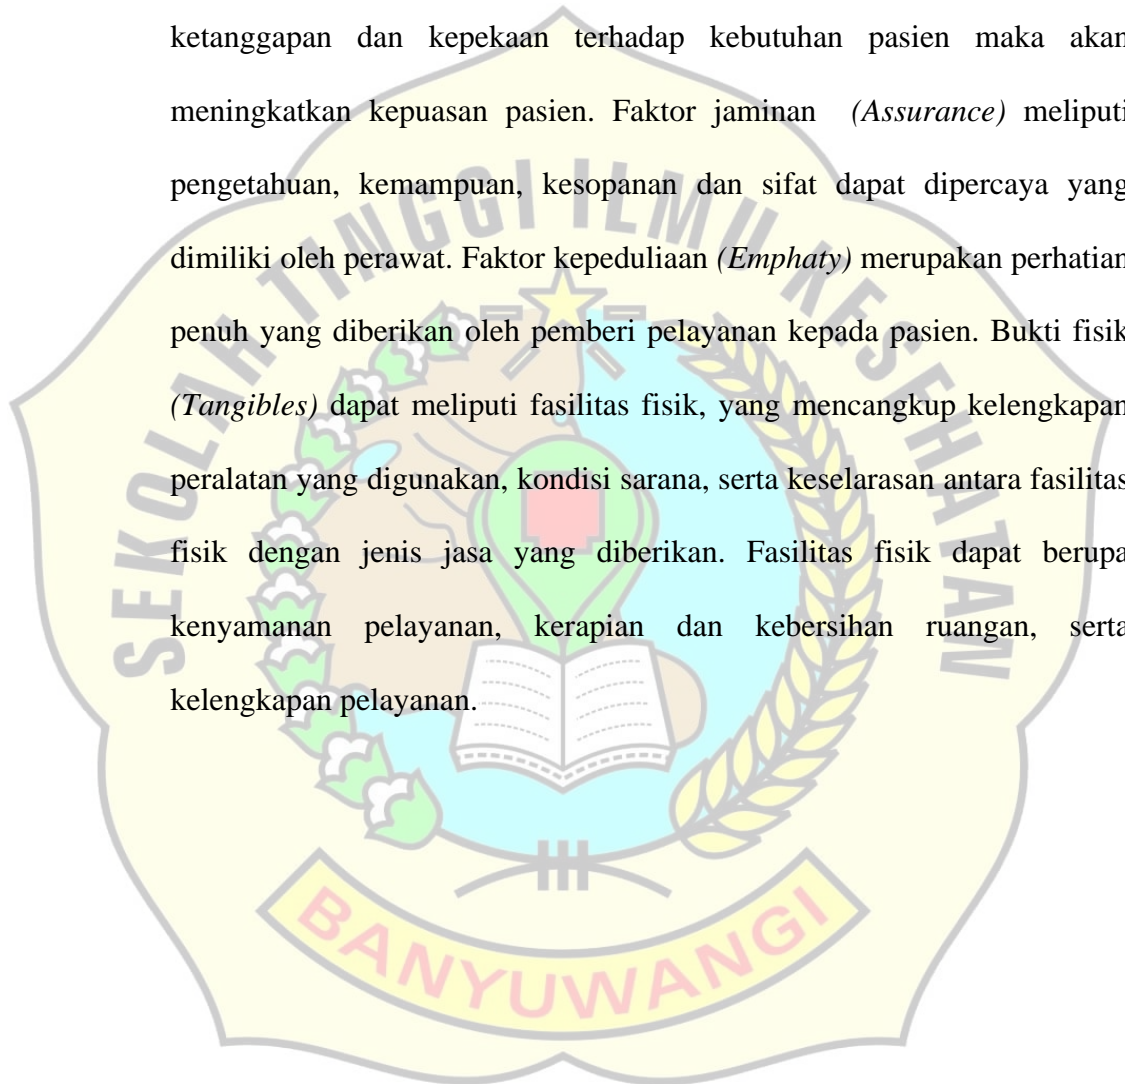 ketanggapan dan kepekaan terhadap kebutuhan pasien maka akan
meningkatkan kepuasan pasien. Faktor jaminan (Assurance) meliputi
pengetahuan, kemampuan, kesopanan dan sifat dapat dipercaya yang
dimiliki oleh perawat. Faktor kepeduliaan (Emphaty) merupakan perhatian
penuh yang diberikan oleh pemberi pelayanan kepada pasien. Bukti fisik
(Tangibles) dapat meliputi fasilitas fisik, yang mencangkup kelengkapan
peralatan yang digunakan, kondisi sarana, serta keselarasan antara fasilitas
fisik dengan jenis jasa yang diberikan. Fasilitas fisik dapat berupa
kenyamanan pelayanan, kerapian dan kebersihan ruangan, serta
kelengkapan pelayanan.
SEKOLAH TINGGI ILMU KESEHATAN
BANYUWANGI